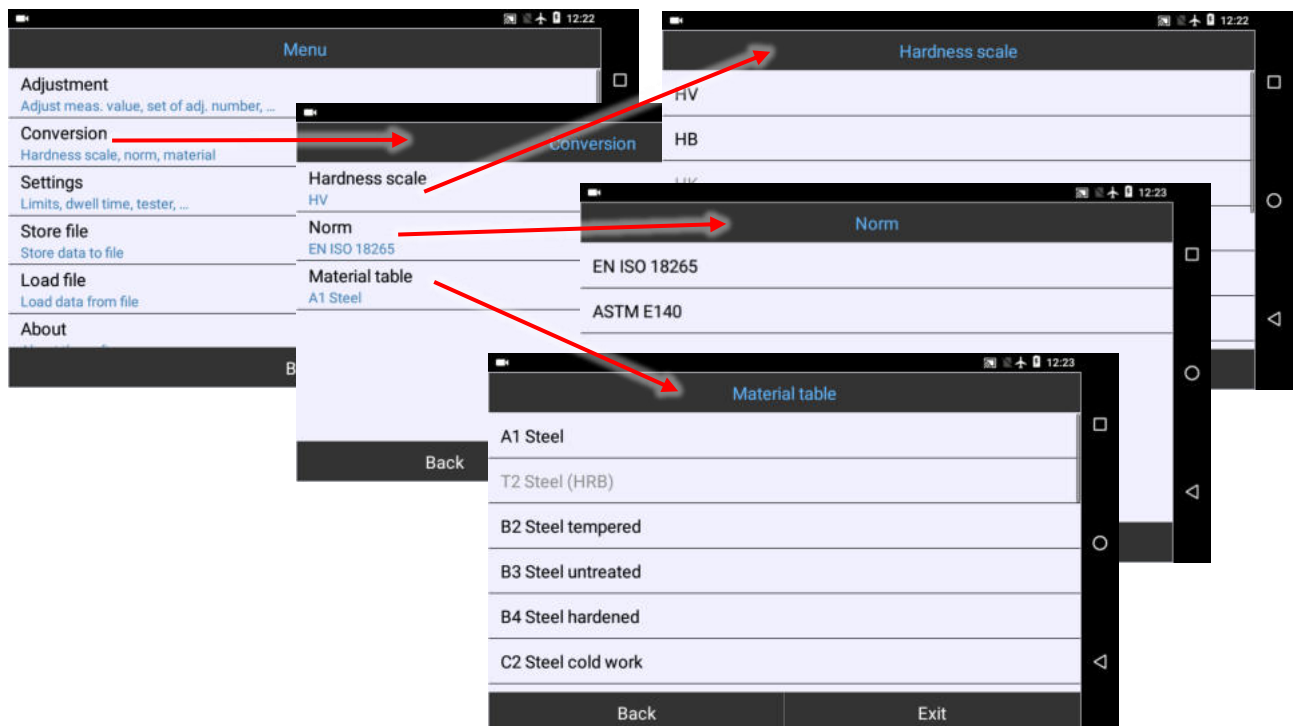 12:22
Menu
Adjustment
Adjust meas. value, set of adj. number, ...
Conversion
Hardness scale, norm, material
Settings
Limits, dwell time, tester, ...
Store file
Store data to file
Load file
Load data from file
About
B
12:22
Hardness scale
HV
HB
HK
Conversion
Hardness scale
HV
Norm
EN ISO 18265
Material table
A1 Steel
Back
12:23
Norm
EN ISO 18265
ASTM E140
12:23
Material table
A1 Steel
T2 Steel (HRB)
B2 Steel tempered
B3 Steel untreated
B4 Steel hardened
C2 Steel cold work
Back Exit